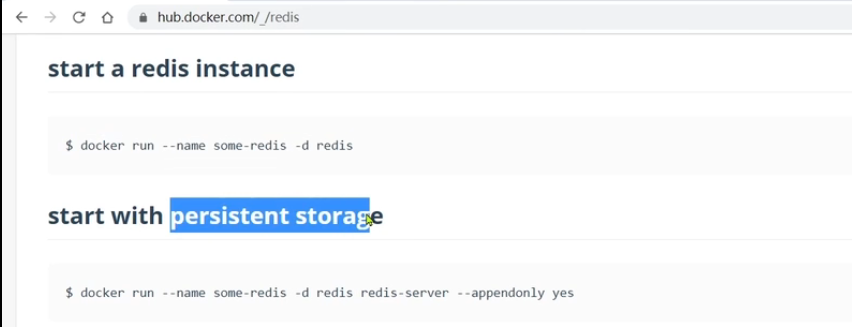 hub.docker.com/_/redis
start a redis instance
$ docker run --name some-redis -d redis
start with persistent storage
$ docker run --name some-redis -d redis redis-server --appendonly yes